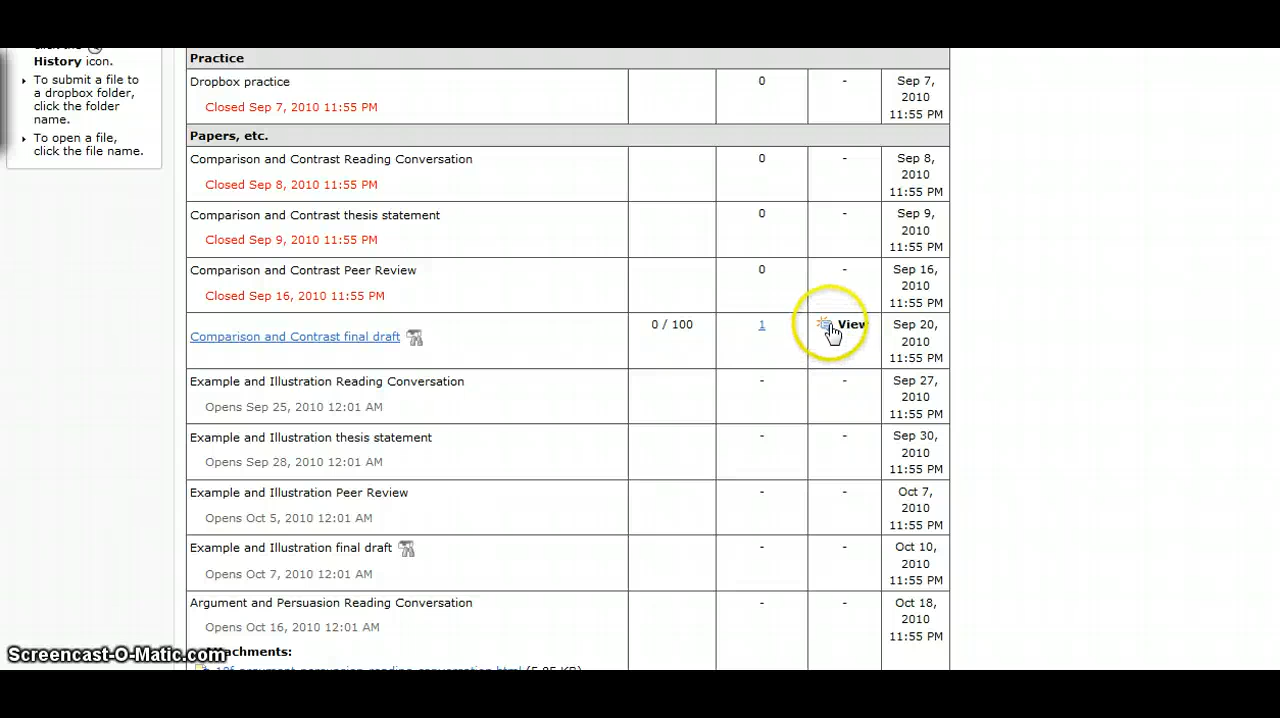 History icon.
To submit a file to
a dropbox folder,
click the folder
name.
To open a file,
click the file name.
Practice
Dropbox practice 0 - Sep 7,
2010
11:55 PM
Closed Sep 7, 2010 11:55 PM
Papers, etc.
Comparison and Contrast Reading Conversation 0 - Sep 8,
2010
11:55 PM
Closed Sep 8, 2010 11:55 PM
Comparison and Contrast thesis statement 0 - Sep 9,
2010
11:55 PM
Closed Sep 9, 2010 11:55 PM
Comparison and Contrast Peer Review 0 - Sep 16,
2010
11:55 PM
Closed Sep 16, 2010 11:55 PM
Comparison and Contrast final draft 0 / 100 1 View Sep 20,
2010
11:55 PM
Example and Illustration Reading Conversation - - Sep 27,
2010
11:55 PM
Opens Sep 25, 2010 12:01 AM
Example and Illustration thesis statement - - Sep 30,
2010
11:55 PM
Opens Sep 28, 2010 12:01 AM
Example and Illustration Peer Review - - Oct 7,
2010
11:55 PM
Opens Oct 5, 2010 12:01 AM
Example and Illustration final draft - - Oct 10,
2010
11:55 PM
Opens Oct 7, 2010 12:01 AM
Argument and Persuasion Reading Conversation - - Oct 18,
2010
11:55 PM
Opens Oct 16, 2010 12:01 AM
Screencast-O-Matic.com